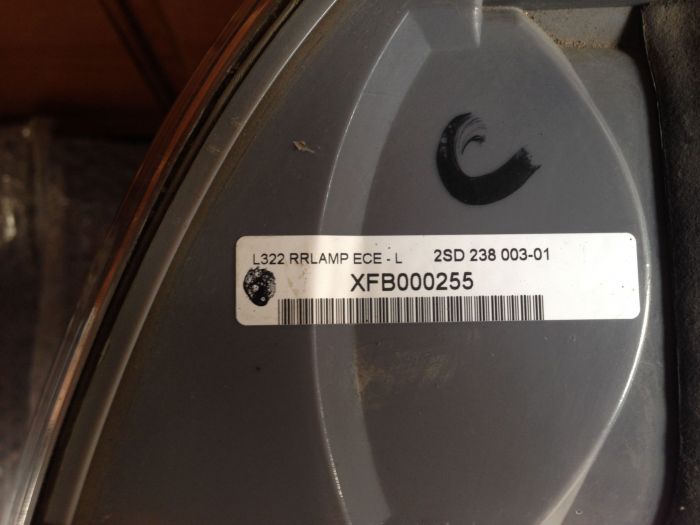 L322 RRLAMP ECE - L 2SD 238 003-01
XFB000255